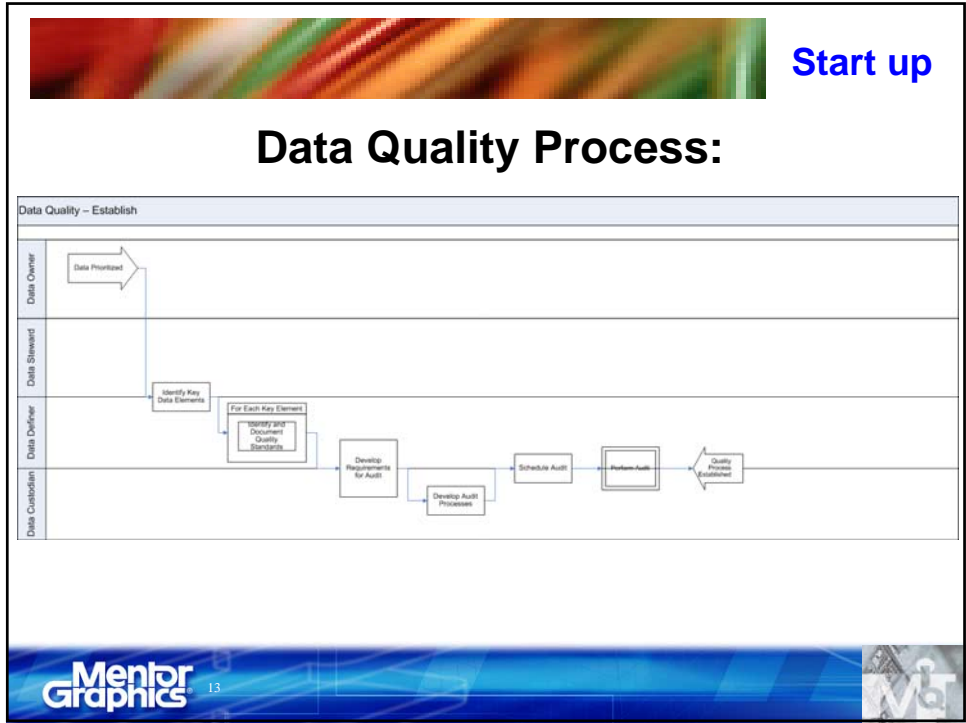 Start up
Data Quality Process:
Data Quality – Establish
Data Owner
Data Prioritized
Data Steward
Identify Key
Data Elements
Data Definer
For Each Key Element
Identify and
Document
Quality
Standards
Develop
Requirements
for Audit
Schedule Audit
Perform Audit
Quality
Process
Established
Data Custodian
Develop Audit
Processes
Mentor
Graphics
13